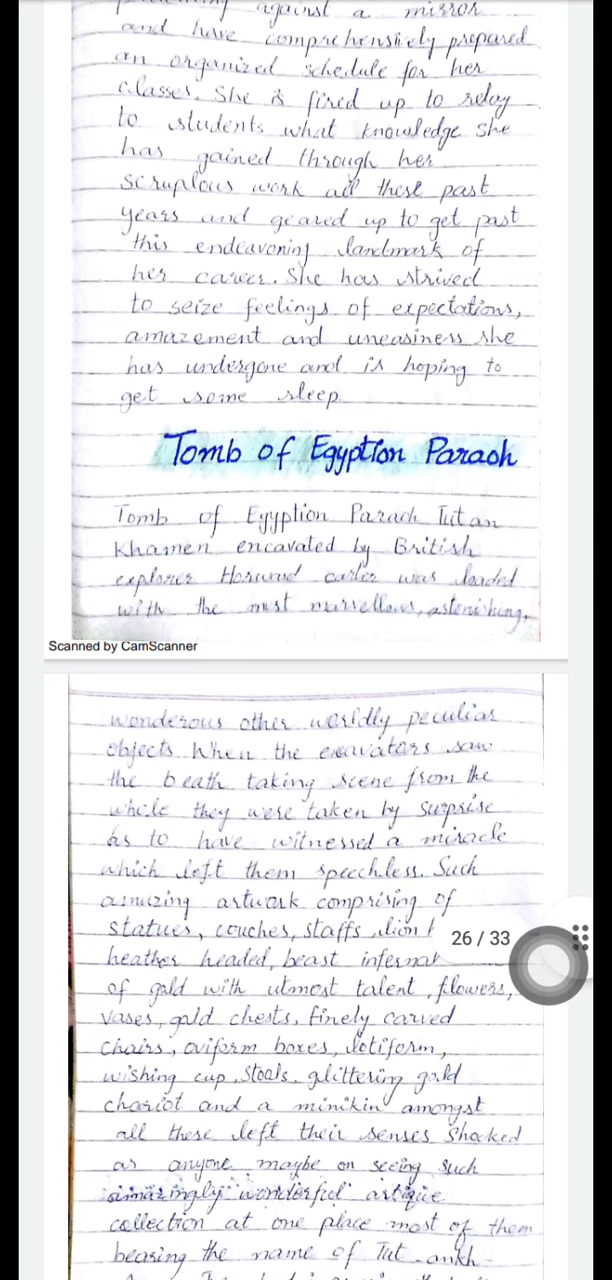 against a mirror
and have comprehensively prepared
an organized schedule for her
classes. She is fired up to relay
to students what knowledge she
has gained through her
scruplous work all these past
years and geared up to get past
this endeavoring landmark of
her career. She has strived
to seize feelings of expectations,
amazement and uneasiness she
has undergone and is hoping to
get some sleep.
Tomb of Egyption Paraoh
Tomb of Egyption Paraoh Tutan
Khamen encavated by British
explorer Horward carter was loaded
with the most marvellous, astonishing,
Scanned by CamScanner
wonderous other worldly peculiar
objects When the exavators saw
the beath taking scene from the
whole they were taken by surprise
as to have witnessed a miracle
which left them speechless. Such
amazing artwork comprising of
statues, couches, staffs lion
26 / 33
heather headed, beast infernal
of gold with utmost talent, flowers,
vases, gold chests, finely carved
chairs, oviform boxes, lotiform,
wishing cup, stools, glittering gold
chariot and a minikin amongst
all these left their senses shocked
as anyone maybe on seeing such
amazingly wonderful artique
collection at one place most of them
bearing the name of Tut-ankh-